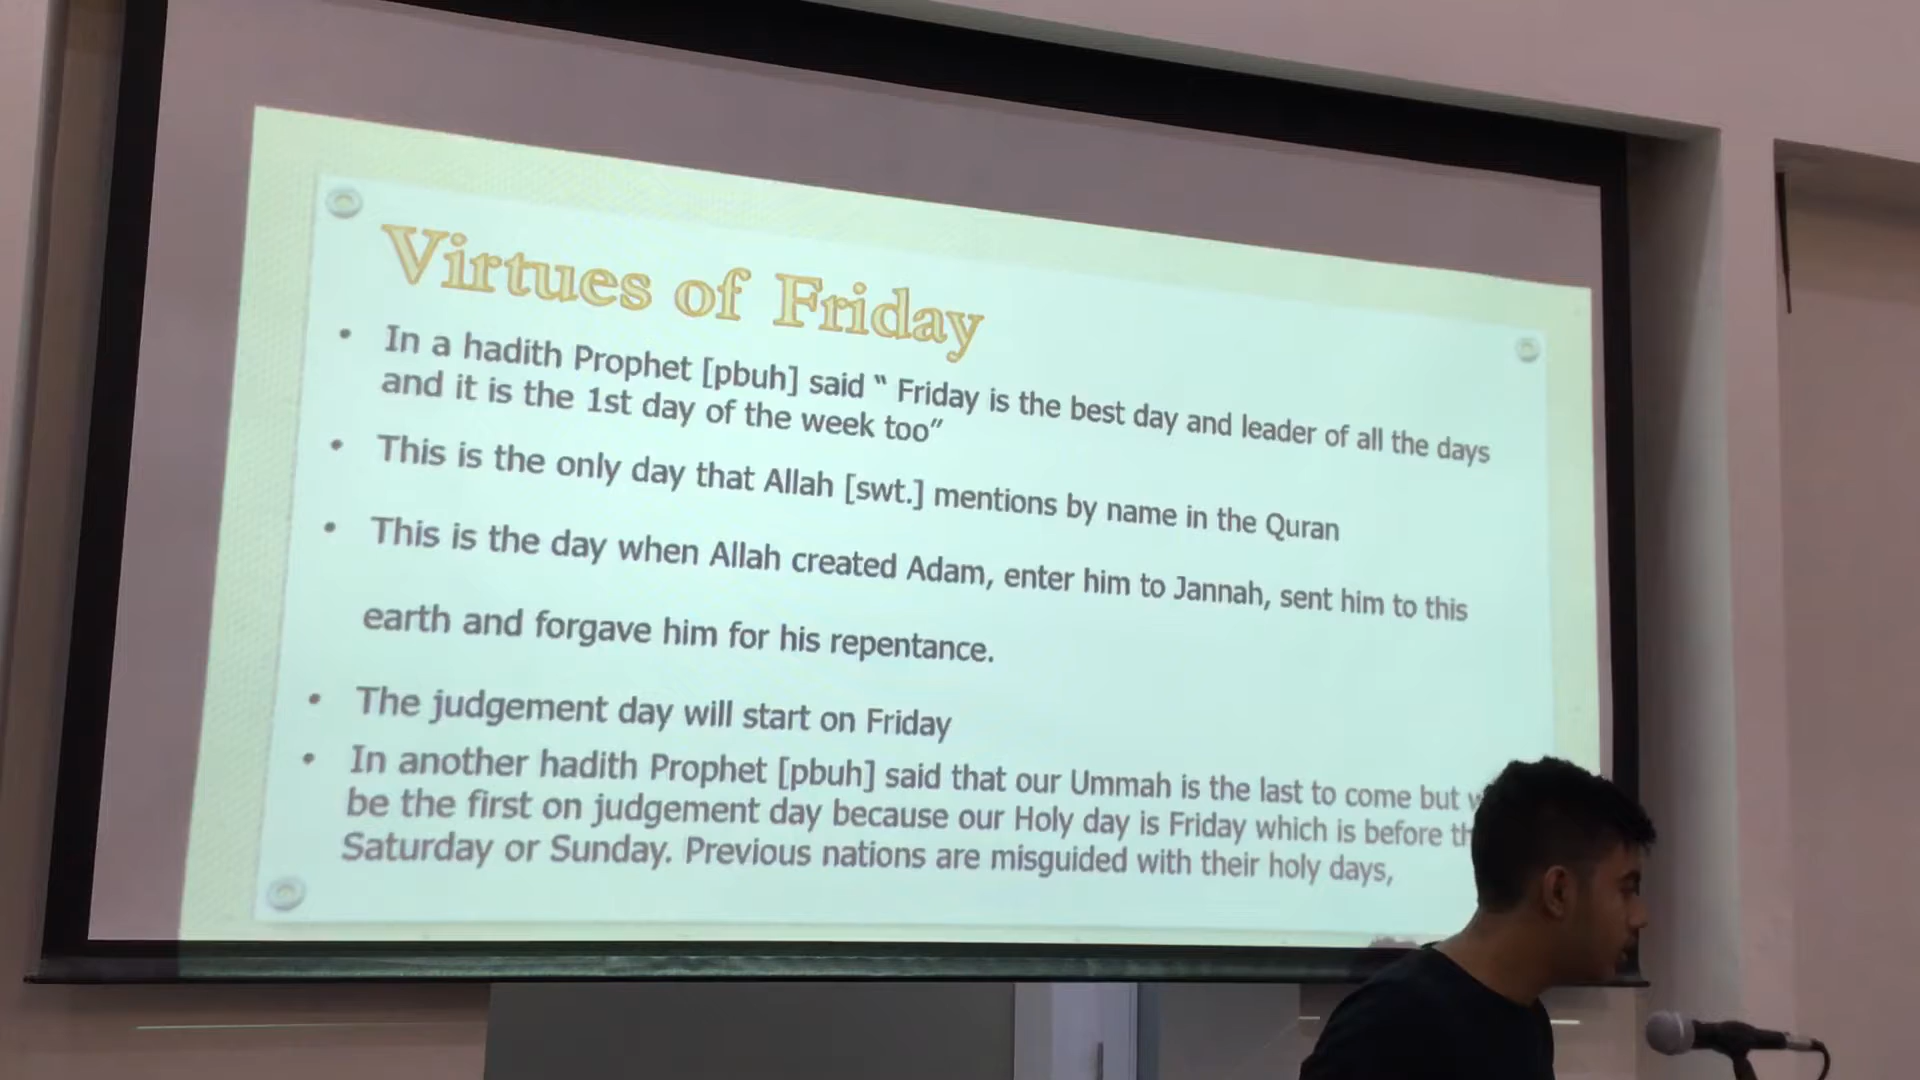 Virtues of Friday
• In a hadith Prophet [pbuh] said “ Friday is the best day and leader of all the days
and it is the 1st day of the week too”
• This is the only day that Allah [swt.] mentions by name in the Quran
• This is the day when Allah created Adam, enter him to Jannah, sent him to this
earth and forgave him for his repentance.
• The judgement day will start on Friday
• In another hadith Prophet [pbuh] said that our Ummah is the last to come but
be the first on judgement day because our Holy day is Friday which is before
Saturday or Sunday. Previous nations are misguided with their holy days,